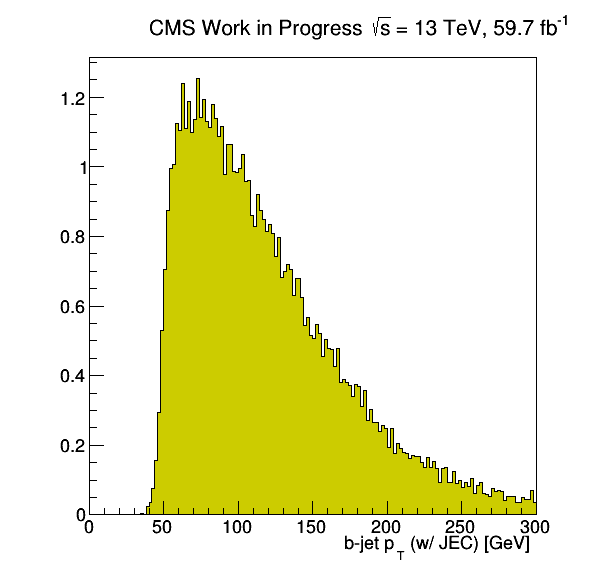 CMS Work in Progress √s = 13 TeV, 59.7 fb⁻¹
1.2
1
0.8
0.6
0.4
0.2
0
0 50 100 150 200 250 300
b-jet p_T (w/ JEC) [GeV]